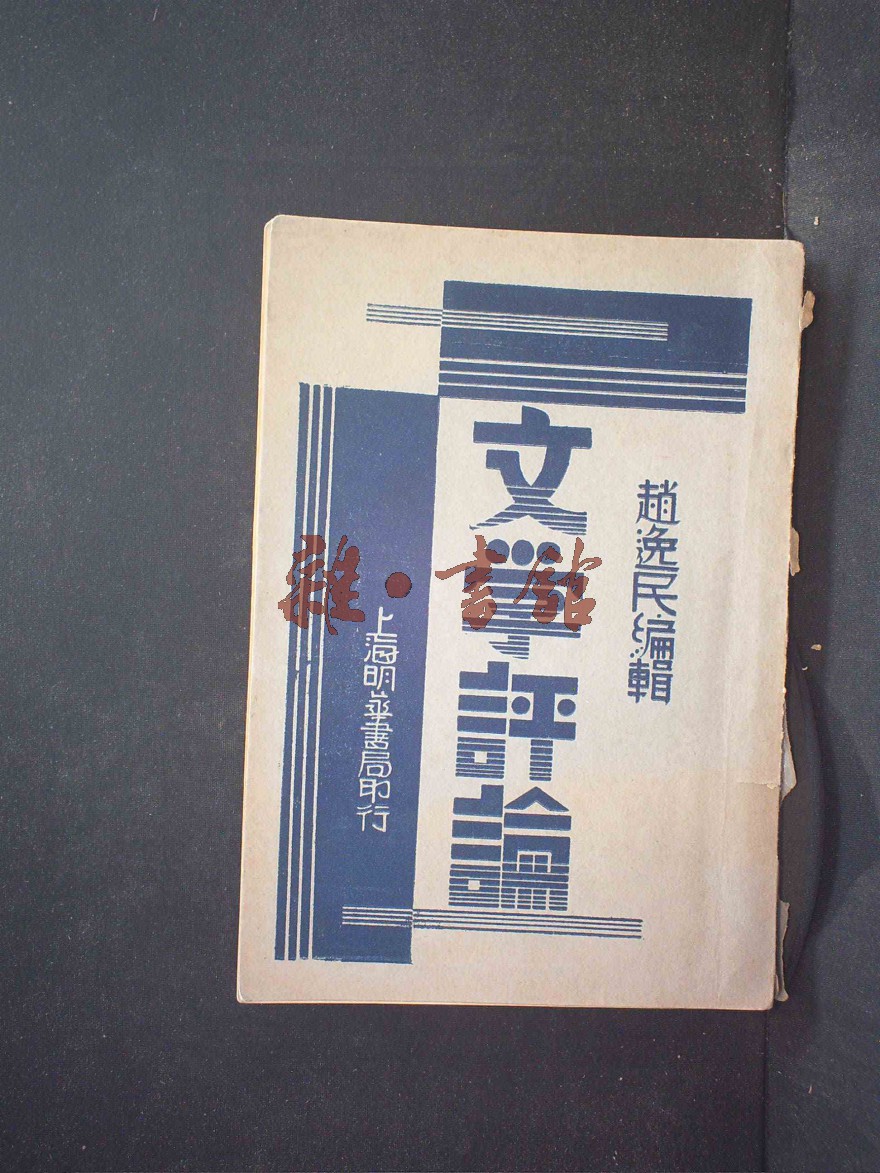 趙逸民編輯
文學評論
上海明華書局印行
雜·書館